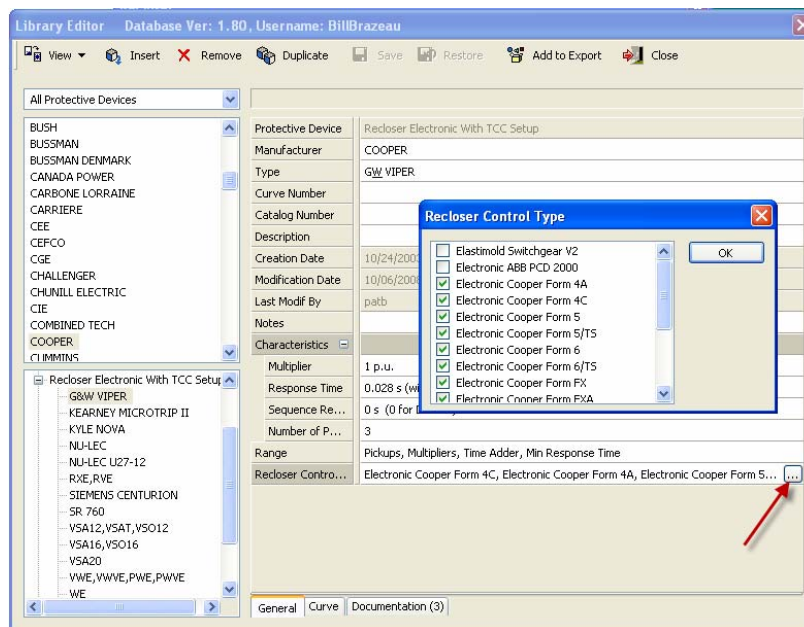 Library Editor Database Ver: 1.80, Username: BillBrazeau
View Insert Remove Duplicate Save Restore Add to Export Close
All Protective Devices
BUSH
BUSSMAN
BUSSMAN DENMARK
CANADA POWER
CARBONE LORRAINE
CARRIERE
CEE
CEFCO
CGE
CHALLENGER
CHUNILL ELECTRIC
CIE
COMBINED TECH
COOPER
CUMMINS
Recloser Electronic With TCC Setup
G&W VIPER
KEARNEY MICROTRIP II
KYLE NOVA
NU-LEC
NU-LEC U27-12
RXE,RVE
SIEMENS CENTURION
SR 760
VSA12,VSAT,VSO12
VSA16,VSO16
VSA20
VWE,VWVE,PWE,PWVE
WE
Protective Device Recloser Electronic With TCC Setup
Manufacturer COOPER
Type GW VIPER
Curve Number
Catalog Number
Description
Creation Date 10/24/200
Modification Date 10/06/200
Last Modif By patb
Notes
Characteristics
Multiplier 1 p.u.
Response Time 0.028 s (wi
Sequence Re... 0 s (0 for
Number of P... 3
Range Pickups, Multipliers, Time Adder, Min Response Time
Recloser Contro... Electronic Cooper Form 4C, Electronic Cooper Form 4A, Electronic Cooper Form 5... ...
Recloser Control Type
Elastimold Switchgear V2
Electronic ABB PCD 2000
Electronic Cooper Form 4A
Electronic Cooper Form 4C
Electronic Cooper Form 5
Electronic Cooper Form 5/TS
Electronic Cooper Form 6
Electronic Cooper Form 6/TS
Electronic Cooper Form FX
Electronic Cooper Form FXA
OK
General Curve Documentation (3)